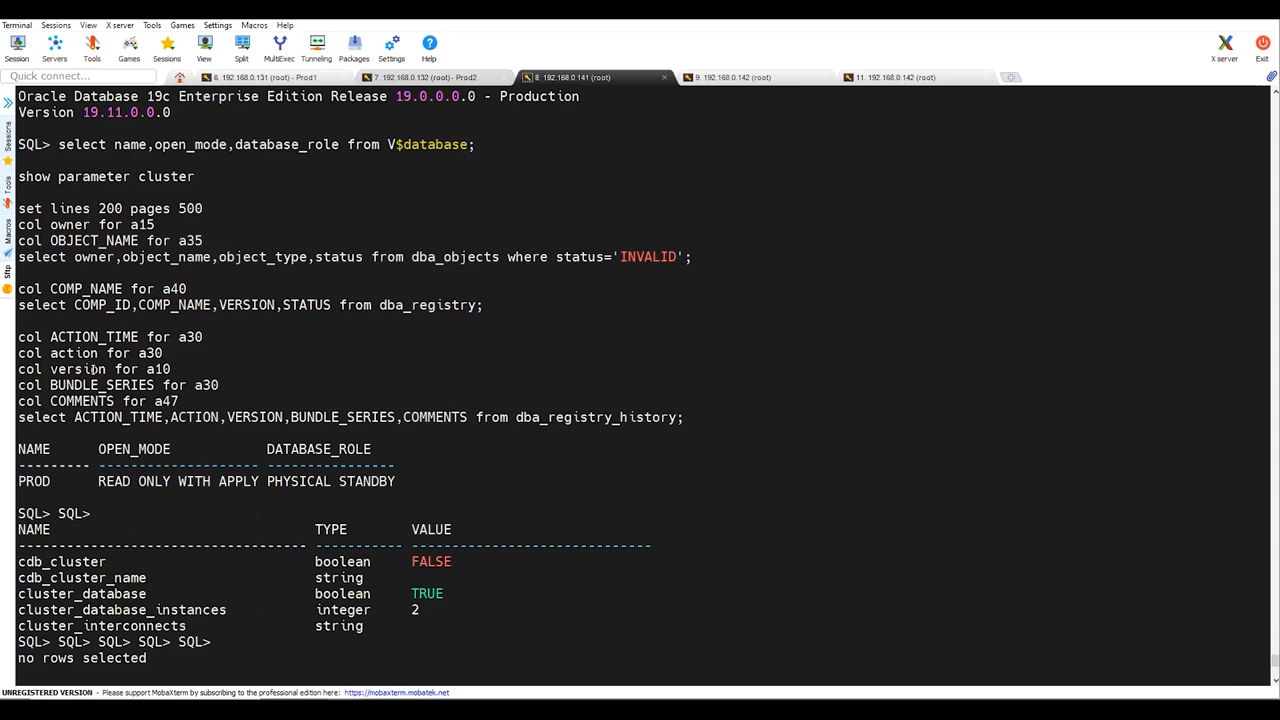 Terminal Sessions View X server Tools Games Settings Macros Help
Session Servers Tools Games Sessions View Split MultiExec Tunneling Packages Settings Help X server Exit
Quick connect... 6. 192.168.0.131 (root) - Prod1 7. 192.168.0.132 (root) - Prod2 8. 192.168.0.141 (root) 9. 192.168.0.142 (root) 11. 192.168.0.142 (root)
Sessions
Tools
Macros
Sftp
Oracle Database 19c Enterprise Edition Release 19.0.0.0.0 - Production
Version 19.11.0.0.0
SQL> select name,open_mode,database_role from V$database;
show parameter cluster
set lines 200 pages 500
col owner for a15
col OBJECT_NAME for a35
select owner,object_name,object_type,status from dba_objects where status='INVALID';
col COMP_NAME for a40
select COMP_ID,COMP_NAME,VERSION,STATUS from dba_registry;
col ACTION_TIME for a30
col action for a30
col version for a10
col BUNDLE_SERIES for a30
col COMMENTS for a47
select ACTION_TIME,ACTION,VERSION,BUNDLE_SERIES,COMMENTS from dba_registry_history;
NAME OPEN_MODE DATABASE_ROLE
--------- -------------------- ----------------
PROD READ ONLY WITH APPLY PHYSICAL STANDBY
SQL> SQL>
NAME TYPE VALUE
------------------------------------ ----------- ------------------------------
cdb_cluster boolean FALSE
cdb_cluster_name string
cluster_database boolean TRUE
cluster_database_instances integer 2
cluster_interconnects string
SQL> SQL> SQL> SQL> SQL>
no rows selected
UNREGISTERED VERSION - Please support MobaXterm by subscribing to the professional edition here: https://mobaxterm.mobatek.net